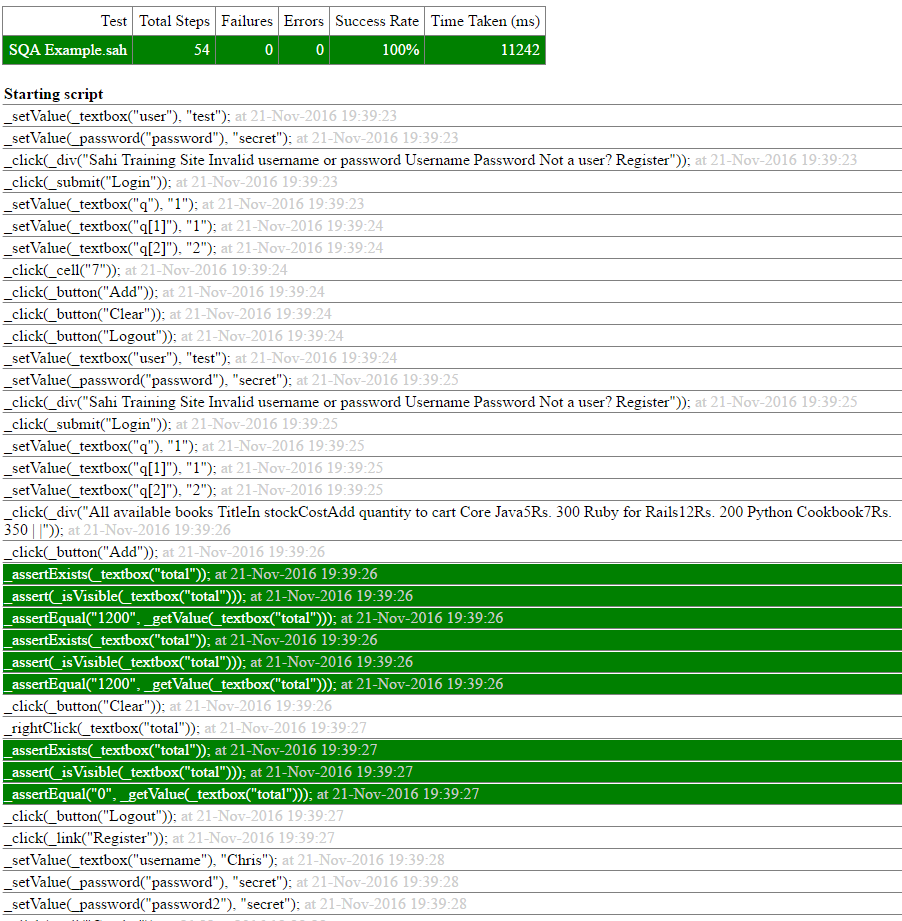 Test Total Steps Failures Errors Success Rate Time Taken (ms)
SQA Example.sah 54 0 0 100% 11242
Starting script
_setValue(_textbox("user"), "test"); at 21-Nov-2016 19:39:23
_setValue(_password("password"), "secret"); at 21-Nov-2016 19:39:23
_click(_div("Sahi Training Site Invalid username or password Username Password Not a user? Register")); at 21-Nov-2016 19:39:23
_click(_submit("Login")); at 21-Nov-2016 19:39:23
_setValue(_textbox("q"), "1"); at 21-Nov-2016 19:39:23
_setValue(_textbox("q[1]"), "1"); at 21-Nov-2016 19:39:24
_setValue(_textbox("q[2]"), "2"); at 21-Nov-2016 19:39:24
_click(_cell("7")); at 21-Nov-2016 19:39:24
_click(_button("Add")); at 21-Nov-2016 19:39:24
_click(_button("Clear")); at 21-Nov-2016 19:39:24
_click(_button("Logout")); at 21-Nov-2016 19:39:24
_setValue(_textbox("user"), "test"); at 21-Nov-2016 19:39:24
_setValue(_password("password"), "secret"); at 21-Nov-2016 19:39:25
_click(_div("Sahi Training Site Invalid username or password Username Password Not a user? Register")); at 21-Nov-2016 19:39:25
_click(_submit("Login")); at 21-Nov-2016 19:39:25
_setValue(_textbox("q"), "1"); at 21-Nov-2016 19:39:25
_setValue(_textbox("q[1]"), "1"); at 21-Nov-2016 19:39:25
_setValue(_textbox("q[2]"), "2"); at 21-Nov-2016 19:39:25
_click(_div("All available books TitleIn stockCostAdd quantity to cart Core Java5Rs. 300 Ruby for Rails12Rs. 200 Python Cookbook7Rs.
350 | |")); at 21-Nov-2016 19:39:26
_click(_button("Add")); at 21-Nov-2016 19:39:26
_assertExists(_textbox("total")); at 21-Nov-2016 19:39:26
_assert(_isVisible(_textbox("total"))); at 21-Nov-2016 19:39:26
_assertEqual("1200", _getValue(_textbox("total"))); at 21-Nov-2016 19:39:26
_assertExists(_textbox("total")); at 21-Nov-2016 19:39:26
_assert(_isVisible(_textbox("total"))); at 21-Nov-2016 19:39:26
_assertEqual("1200", _getValue(_textbox("total"))); at 21-Nov-2016 19:39:26
_click(_button("Clear")); at 21-Nov-2016 19:39:26
_rightClick(_textbox("total")); at 21-Nov-2016 19:39:27
_assertExists(_textbox("total")); at 21-Nov-2016 19:39:27
_assert(_isVisible(_textbox("total"))); at 21-Nov-2016 19:39:27
_assertEqual("0", _getValue(_textbox("total"))); at 21-Nov-2016 19:39:27
_click(_button("Logout")); at 21-Nov-2016 19:39:27
_click(_link("Register")); at 21-Nov-2016 19:39:27
_setValue(_textbox("username"), "Chris"); at 21-Nov-2016 19:39:28
_setValue(_password("password"), "secret"); at 21-Nov-2016 19:39:28
_setValue(_password("password2"), "secret"); at 21-Nov-2016 19:39:28